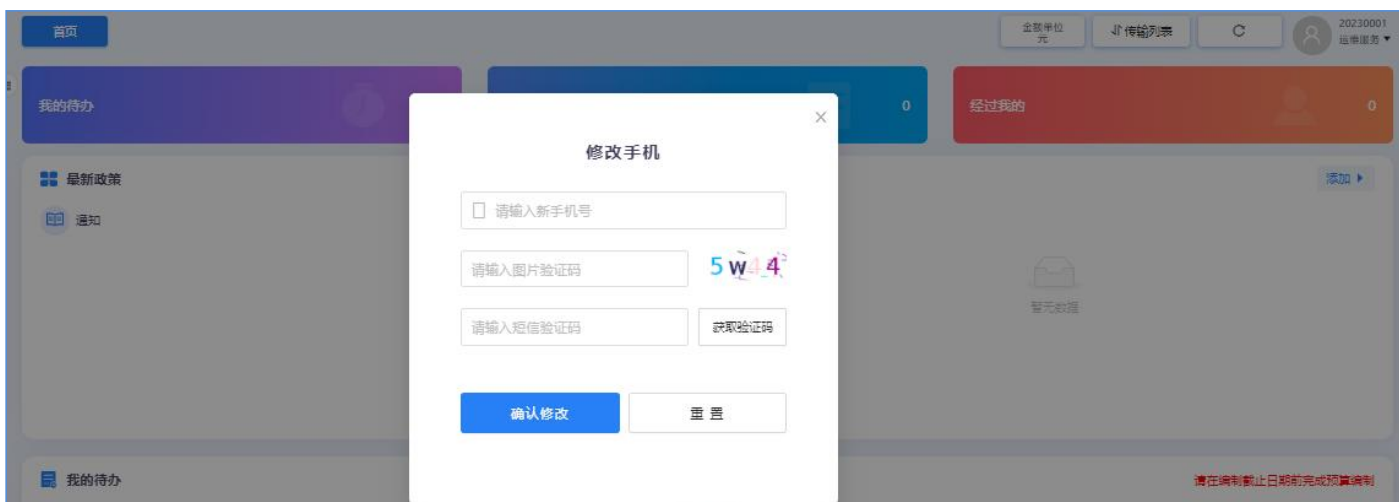 首页
金额单位
元
传输列表
20230001
运维服务
我的待办
0
经过我的
0
修改手机
最新政策
添加
请输入新手机号
通知
请输入图片验证码
5w44
暂无数据
请输入短信验证码
获取验证码
确认修改
重置
我的待办
请在编制截止日期前完成预算编制